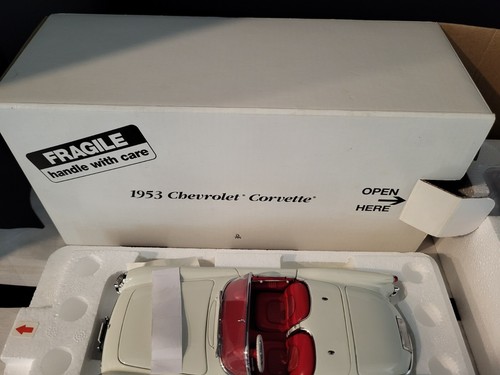 FRAGILE
handle with care
1953 Chevrolet® Corvette®
OPEN
HERE